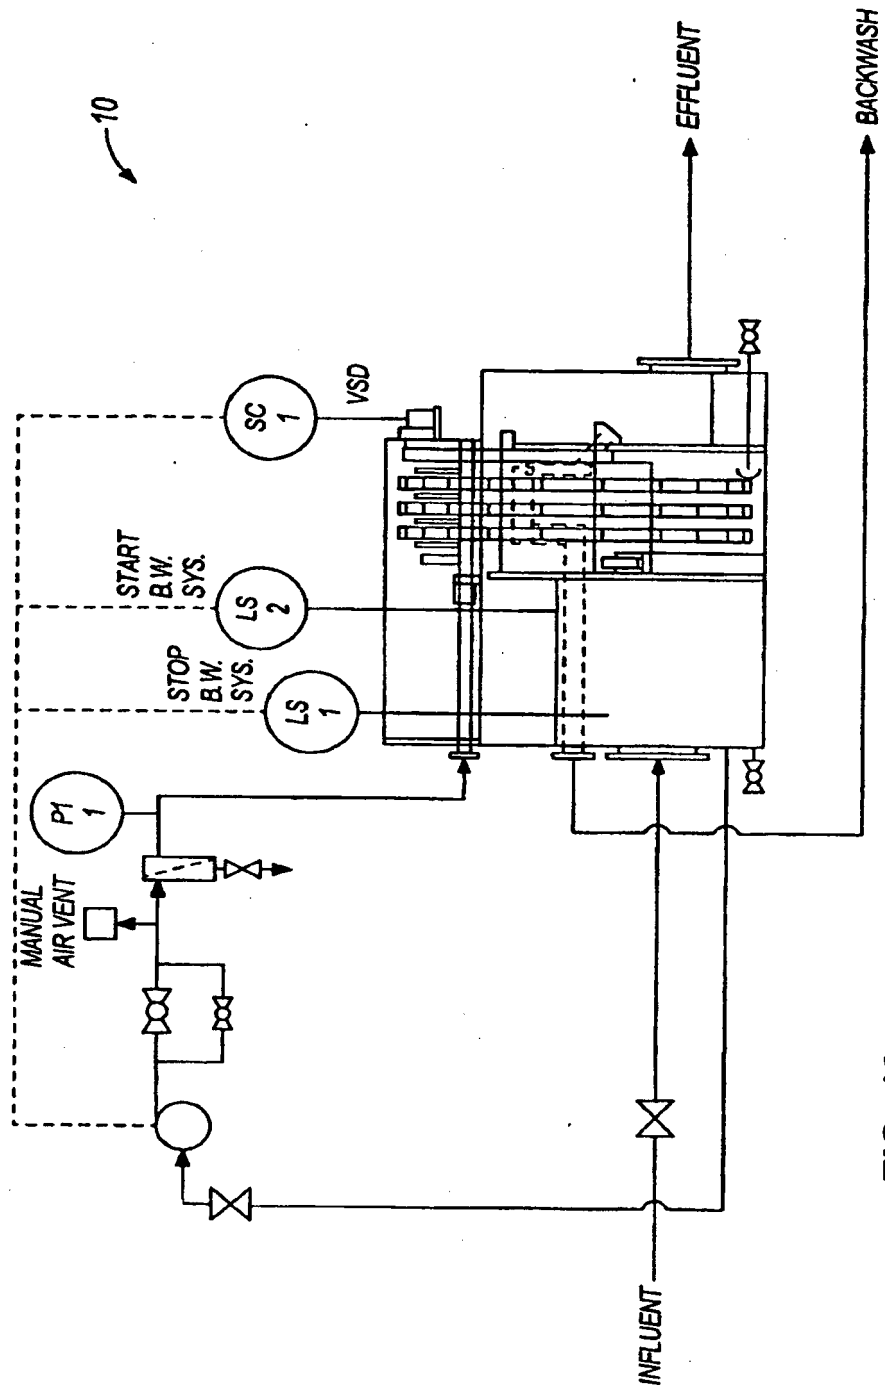 10
MANUAL
AIR VENT
P1
1
STOP
B.W.
SYS.
LS
1
START
B.W.
SYS.
LS
2
SC
1
VSD
INFLUENT
EFFLUENT
BACKWASH